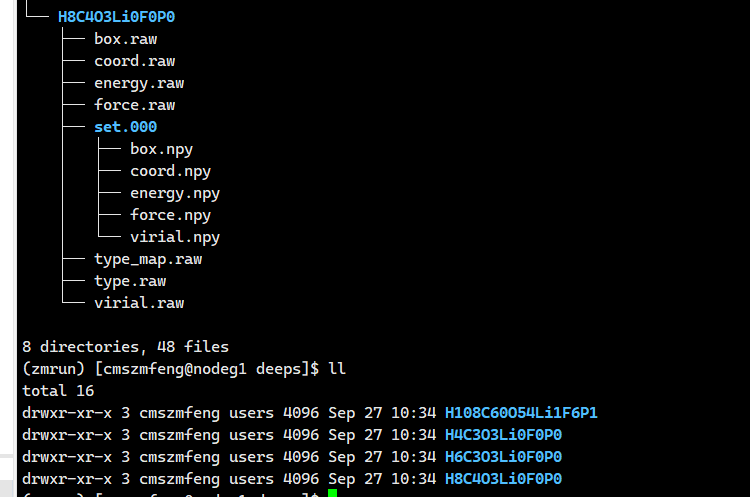 H8C4O3Li0F0P0
box.raw
coord.raw
energy.raw
force.raw
set.000
box.npy
coord.npy
energy.npy
force.npy
virial.npy
type_map.raw
type.raw
virial.raw
8 directories, 48 files
(zmrun) [cmszmfeng@nodeg1 deeps]$ ll
total 16
drwxr-xr-x 3 cmszmfeng users 4096 Sep 27 10:34 H108C60O54Li1F6P1
drwxr-xr-x 3 cmszmfeng users 4096 Sep 27 10:34 H4C3O3Li0F0P0
drwxr-xr-x 3 cmszmfeng users 4096 Sep 27 10:34 H6C3O3Li0F0P0
drwxr-xr-x 3 cmszmfeng users 4096 Sep 27 10:34 H8C4O3Li0F0P0